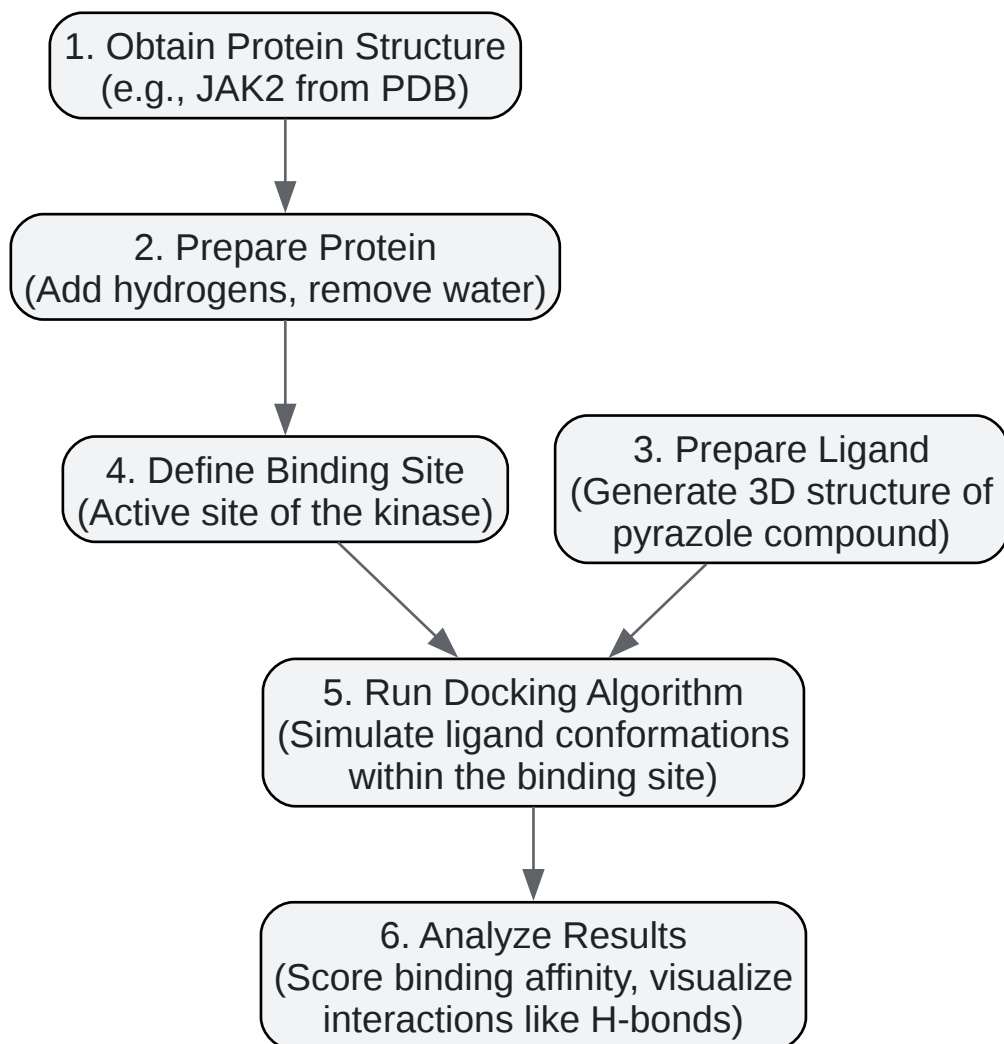 1. Obtain Protein Structure
(e.g., JAK2 from PDB)
2. Prepare Protein
(Add hydrogens, remove water)
3. Prepare Ligand
(Generate 3D structure of
pyrazole compound)
4. Define Binding Site
(Active site of the kinase)
5. Run Docking Algorithm
(Simulate ligand conformations
within the binding site)
6. Analyze Results
(Score binding affinity, visualize
interactions like H-bonds)